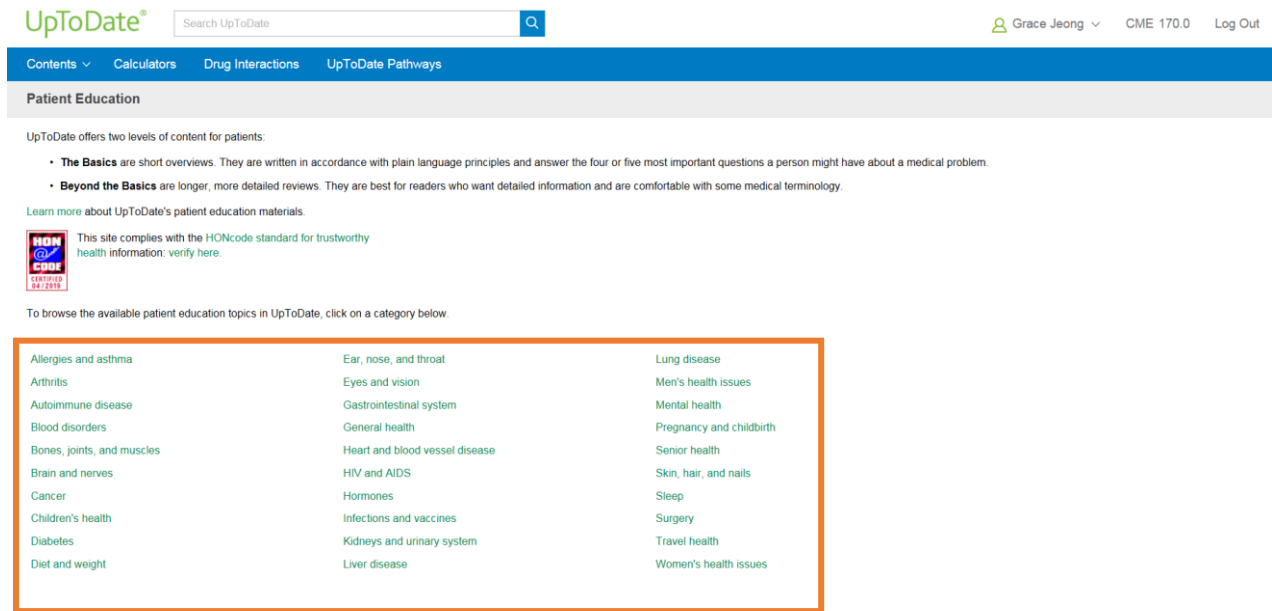 UpToDate®
Search UpToDate
Grace Jeong
CME 170.0
Log Out
Contents
Calculators
Drug Interactions
UpToDate Pathways
Patient Education
UpToDate offers two levels of content for patients:
• The Basics are short overviews. They are written in accordance with plain language principles and answer the four or five most important questions a person might have about a medical problem.
• Beyond the Basics are longer, more detailed reviews. They are best for readers who want detailed information and are comfortable with some medical terminology.
Learn more about UpToDate's patient education materials.
HON
@
CODE
CERTIFIED
04/2019
This site complies with the HONcode standard for trustworthy
health information: verify here.
To browse the available patient education topics in UpToDate, click on a category below.
Allergies and asthma
Arthritis
Autoimmune disease
Blood disorders
Bones, joints, and muscles
Brain and nerves
Cancer
Children's health
Diabetes
Diet and weight
Ear, nose, and throat
Eyes and vision
Gastrointestinal system
General health
Heart and blood vessel disease
HIV and AIDS
Hormones
Infections and vaccines
Kidneys and urinary system
Liver disease
Lung disease
Men's health issues
Mental health
Pregnancy and childbirth
Senior health
Skin, hair, and nails
Sleep
Surgery
Travel health
Women's health issues